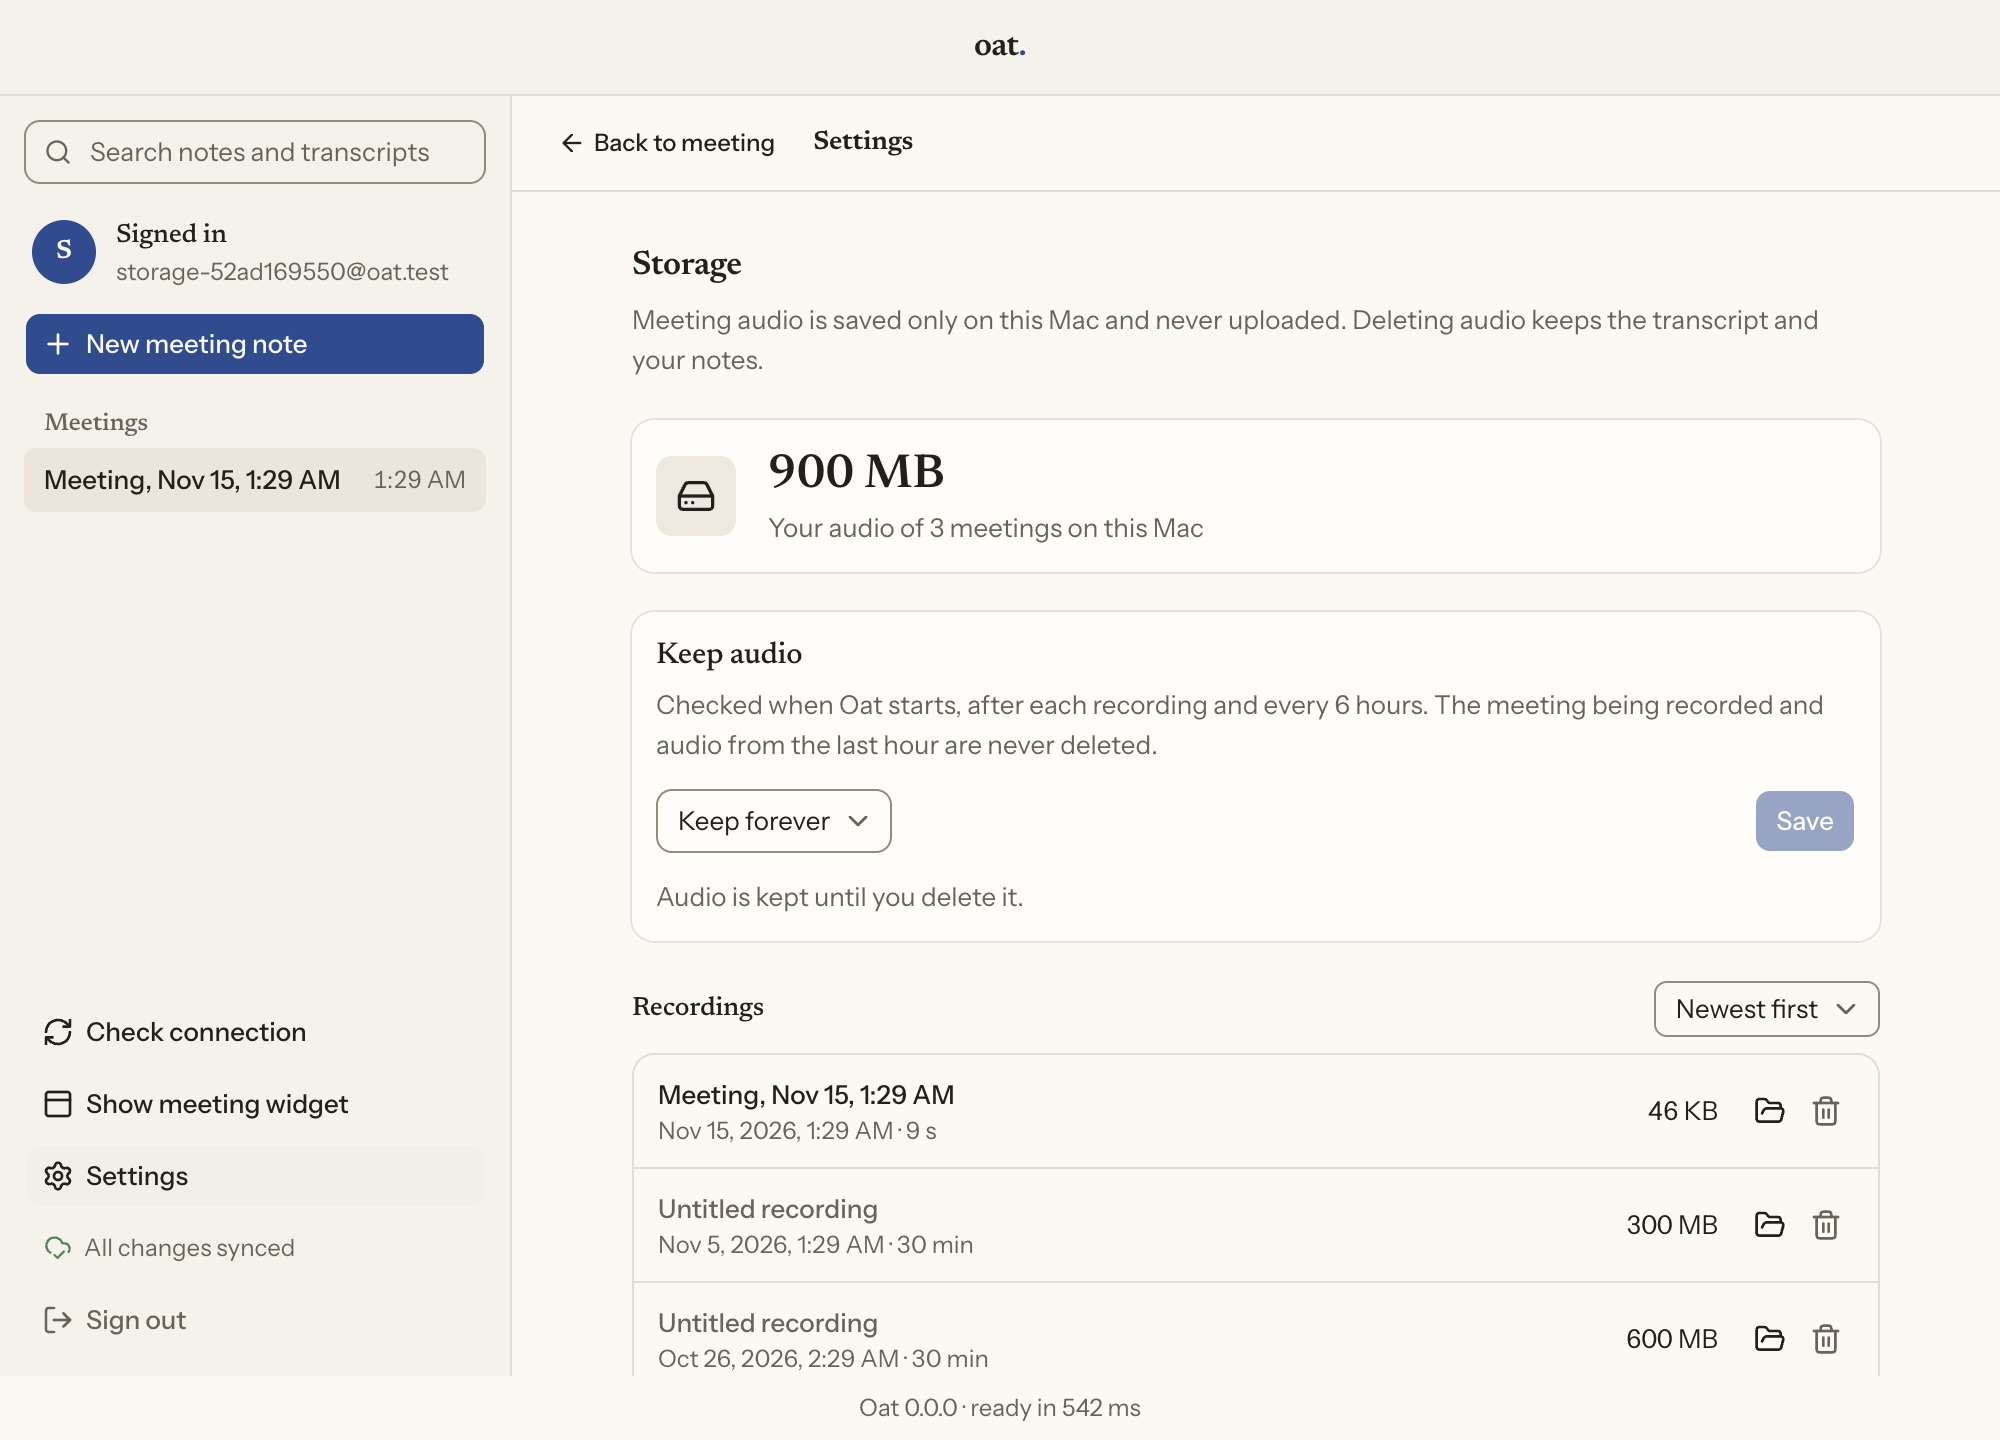 oat.
Search notes and transcripts
S
Signed in
storage-52ad169550@oat.test
New meeting note
Meetings
Meeting, Nov 15, 1:29 AM 1:29 AM
Check connection
Show meeting widget
Settings
All changes synced
Sign out
Back to meeting Settings
Storage
Meeting audio is saved only on this Mac and never uploaded. Deleting audio keeps the transcript and
your notes.
900 MB
Your audio of 3 meetings on this Mac
Keep audio
Checked when Oat starts, after each recording and every 6 hours. The meeting being recorded and
audio from the last hour are never deleted.
Keep forever Save
Audio is kept until you delete it.
Recordings Newest first
Meeting, Nov 15, 1:29 AM
Nov 15, 2026, 1:29 AM · 9 s
46 KB
Untitled recording
Nov 5, 2026, 1:29 AM · 30 min
300 MB
Untitled recording
Oct 26, 2026, 2:29 AM · 30 min
600 MB
Oat 0.0.0 · ready in 542 ms